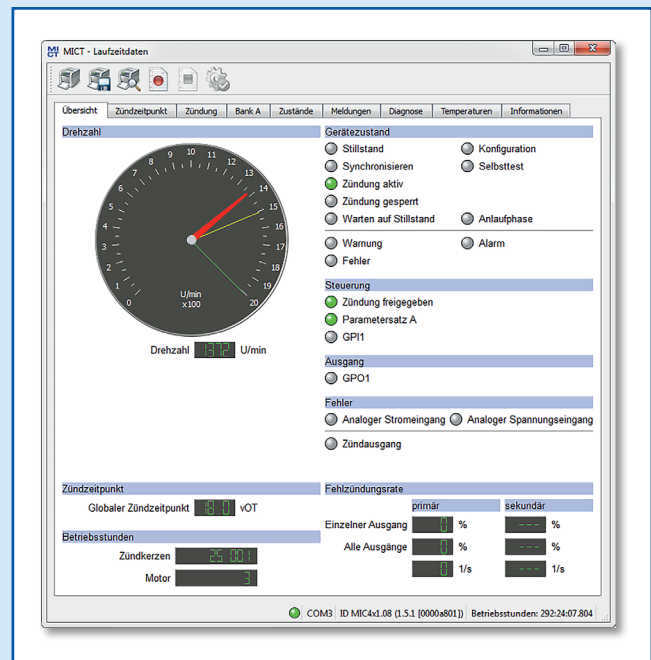 MICT MICT - Laufzeitdaten
Übersicht Zündzeitpunkt Zündung Bank A Zustände Meldungen Diagnose Temperaturen Informationen
Drehzahl
0 1 2 3 4 5 6 7 8 9 10 11 12 13 14 15 16 17 18 19 20
U/min
x100
Drehzahl 1372 U/min
Gerätezustand
Stillstand Konfiguration
Synchronisieren Selbsttest
Zündung aktiv
Zündung gesperrt
Warten auf Stillstand Anlaufphase
Warnung Alarm
Fehler
Steuerung
Zündung freigegeben
Parametersatz A
GPI1
Ausgang
GPO1
Fehler
Analoger Stromeingang Analoger Spannungseingang
Zündausgang
Zündzeitpunkt
Globaler Zündzeitpunkt 18.0 vOT
Betriebsstunden
Zündkerzen 25 001
Motor 3
Fehlzündungsrate
primär sekundär
Einzelner Ausgang 0 % --- %
Alle Ausgänge 0 % --- %
0 1/s --- 1/s
COM3 ID MIC4x1.08 (1.5.1 [0000a801]) Betriebsstunden: 292:24:07.804